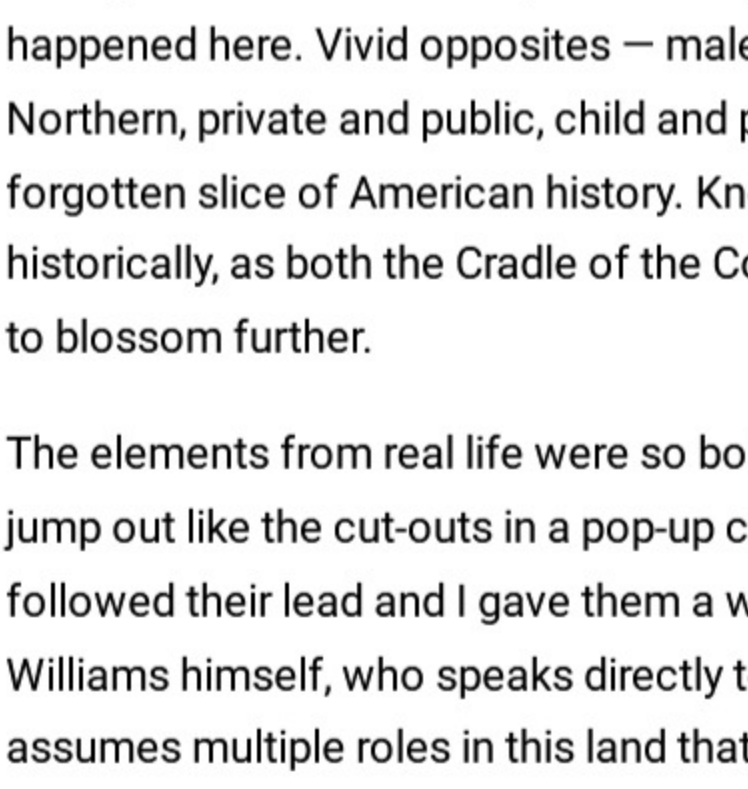 happened here. Vivid opposites — male
Northern, private and public, child and
forgotten slice of American history.
historically, as both the Cradle of the
to blossom further.
The elements from real life were so
jump out like the cut-outs in a pop-up
followed their lead and I gave them a
Williams himself, who speaks directly
assumes multiple roles in this land that